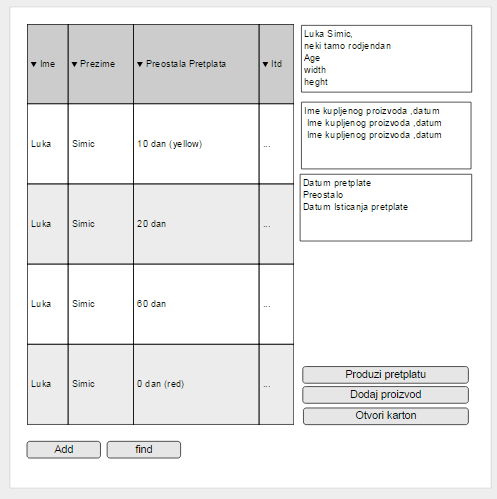 ▼ Ime ▼ Prezime ▼ Preostala Pretplata ▼ Itd
Luka Simic 10 dan (yellow) ...
Luka Simic 20 dan ...
Luka Simic 60 dan ...
Luka Simic 0 dan (red) ...
Luka Simic,
neki tamo rodjendan
Age
width
heght
Ime kupljenog proizvoda ,datum
Ime kupljenog proizvoda ,datum
Ime kupljenog proizvoda ,datum
Datum pretplate
Preostalo
Datum Isticanja pretplate
Produzi pretplatu
Dodaj proizvod
Otvori karton
Add find